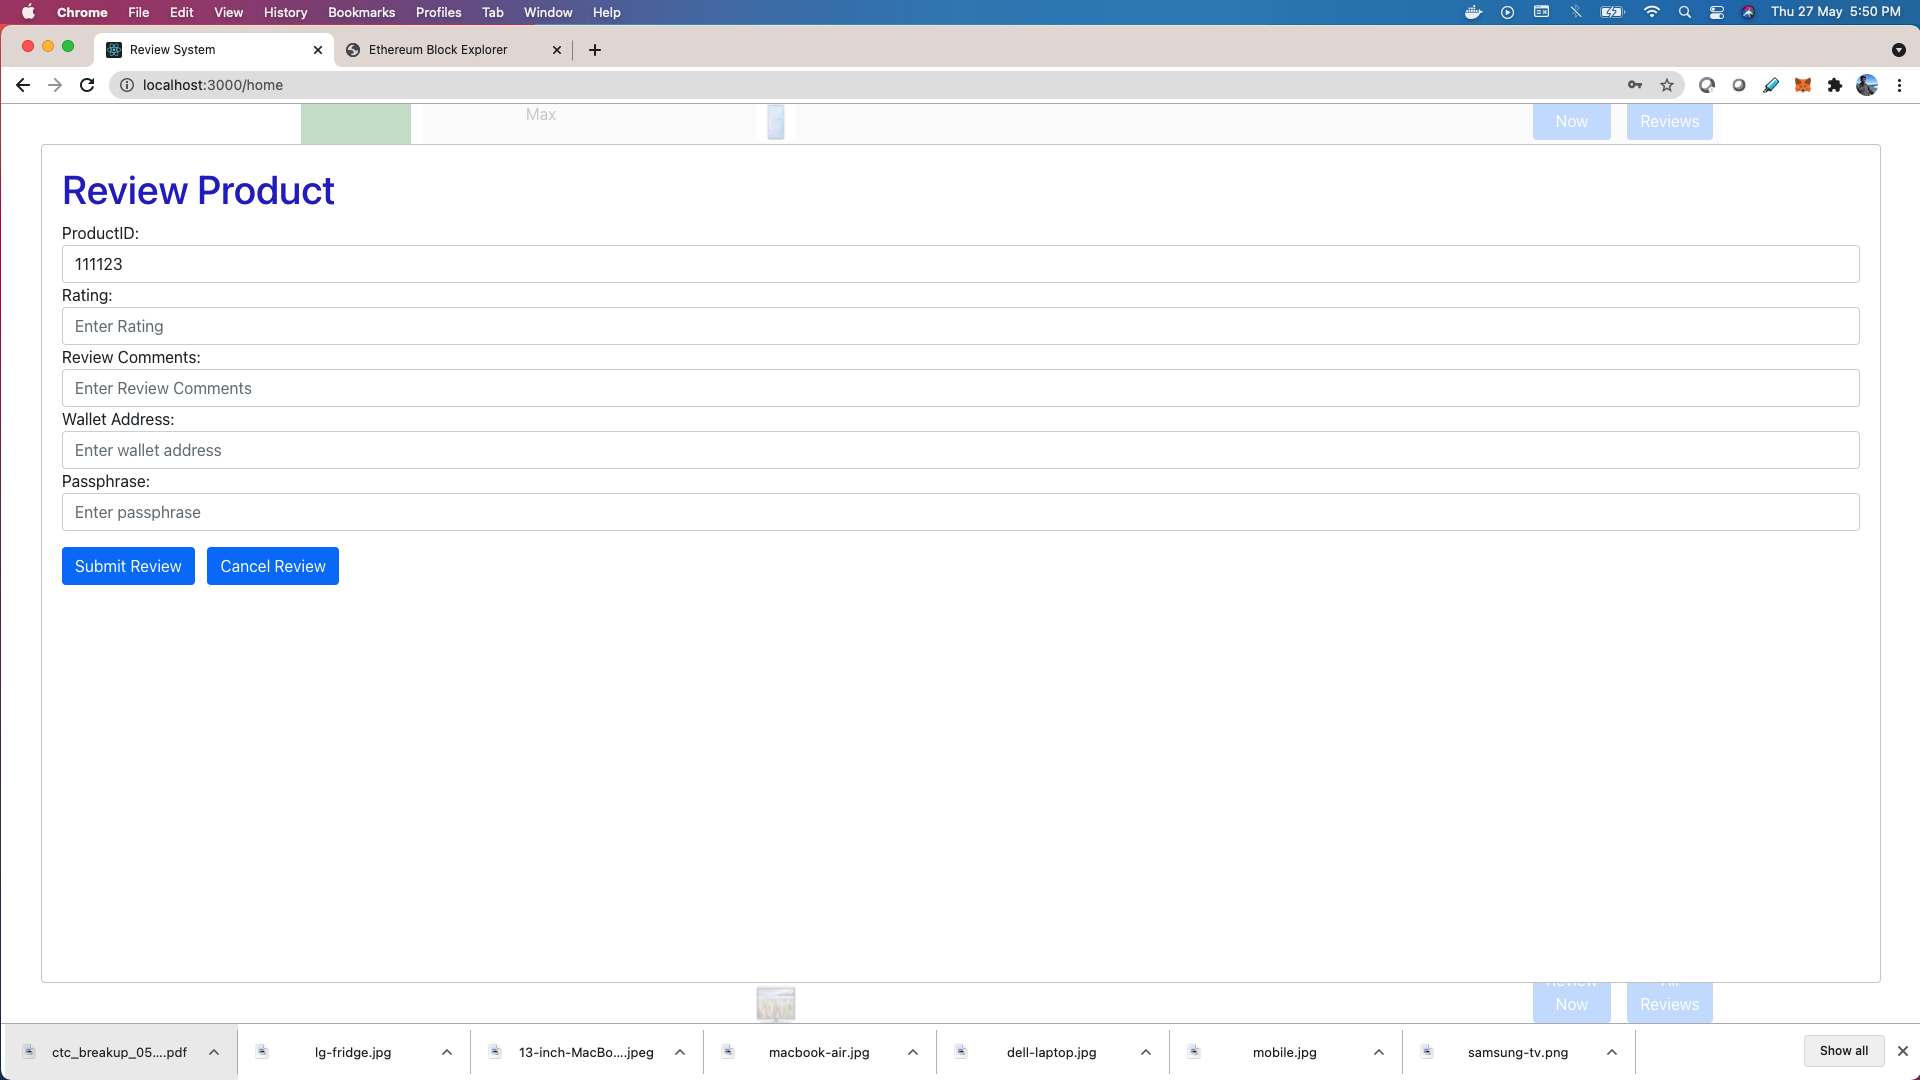 Chrome File Edit View History Bookmarks Profiles Tab Window Help Thu 27 May 5:50 PM
Review System Ethereum Block Explorer
localhost:3000/home
Max Now Reviews
Review Product
ProductID:
111123
Rating:
Enter Rating
Review Comments:
Enter Review Comments
Wallet Address:
Enter wallet address
Passphrase:
Enter passphrase
Submit Review Cancel Review
Review All
Now Reviews
ctc_breakup_05....pdf lg-fridge.jpg 13-inch-MacBo....jpeg macbook-air.jpg dell-laptop.jpg mobile.jpg samsung-tv.png Show all